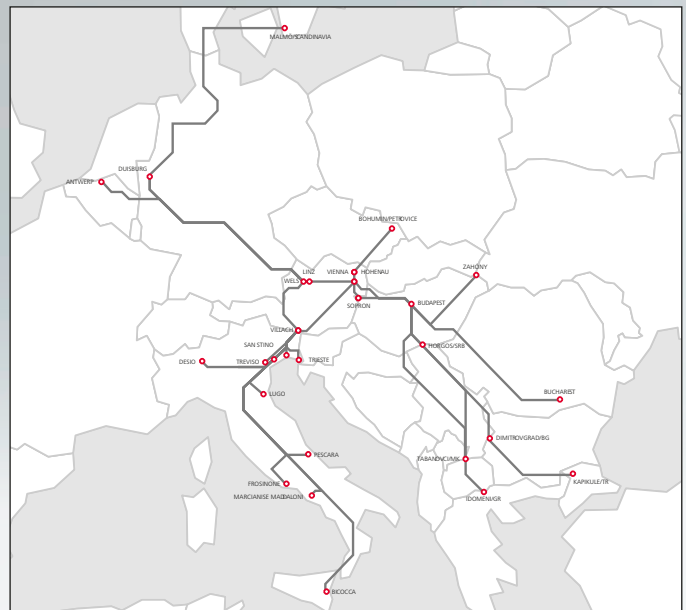 MALMÖ/SCANDINAVIA
DUISBURG
ANTWERP
BOHUMIN/PETROVICE
LINZ
VIENNA
HOHENAU
ZAHONY
WELS
SOPRON
BUDAPEST
VILLACH
SAN STINO
HORGOS/SRB
DESIO
TREVISO
TRIESTE
LUGO
BUCHAREST
DIMITROVGRAD/BG
PESCARA
TABANOVCI/MK
FROSINONE
KAPIKULE/TR
MARCIANISE MADDALONI
IDOMENI/GR
BICOCCA